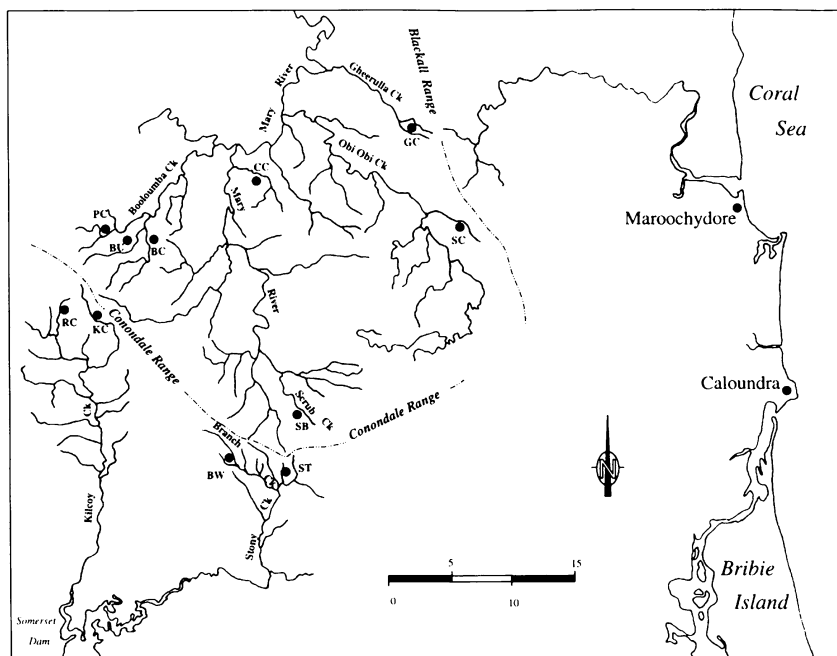 Blackall Range
Coral
Sea
Gheerulla Ck
River
Mary
GC
Obi Obi Ck
Booloumba Ck
CC
Mary
PC
BU
BC
SC
Maroochydore
RC
KC
Conondale Range
River
Caloundra
Scrub Ck
SB
Conondale Range
Ck
Branch
BW
ST
N
Ck
Kilcoy
Stony
5
15
0
10
Bribie
Island
Somerset
Dam